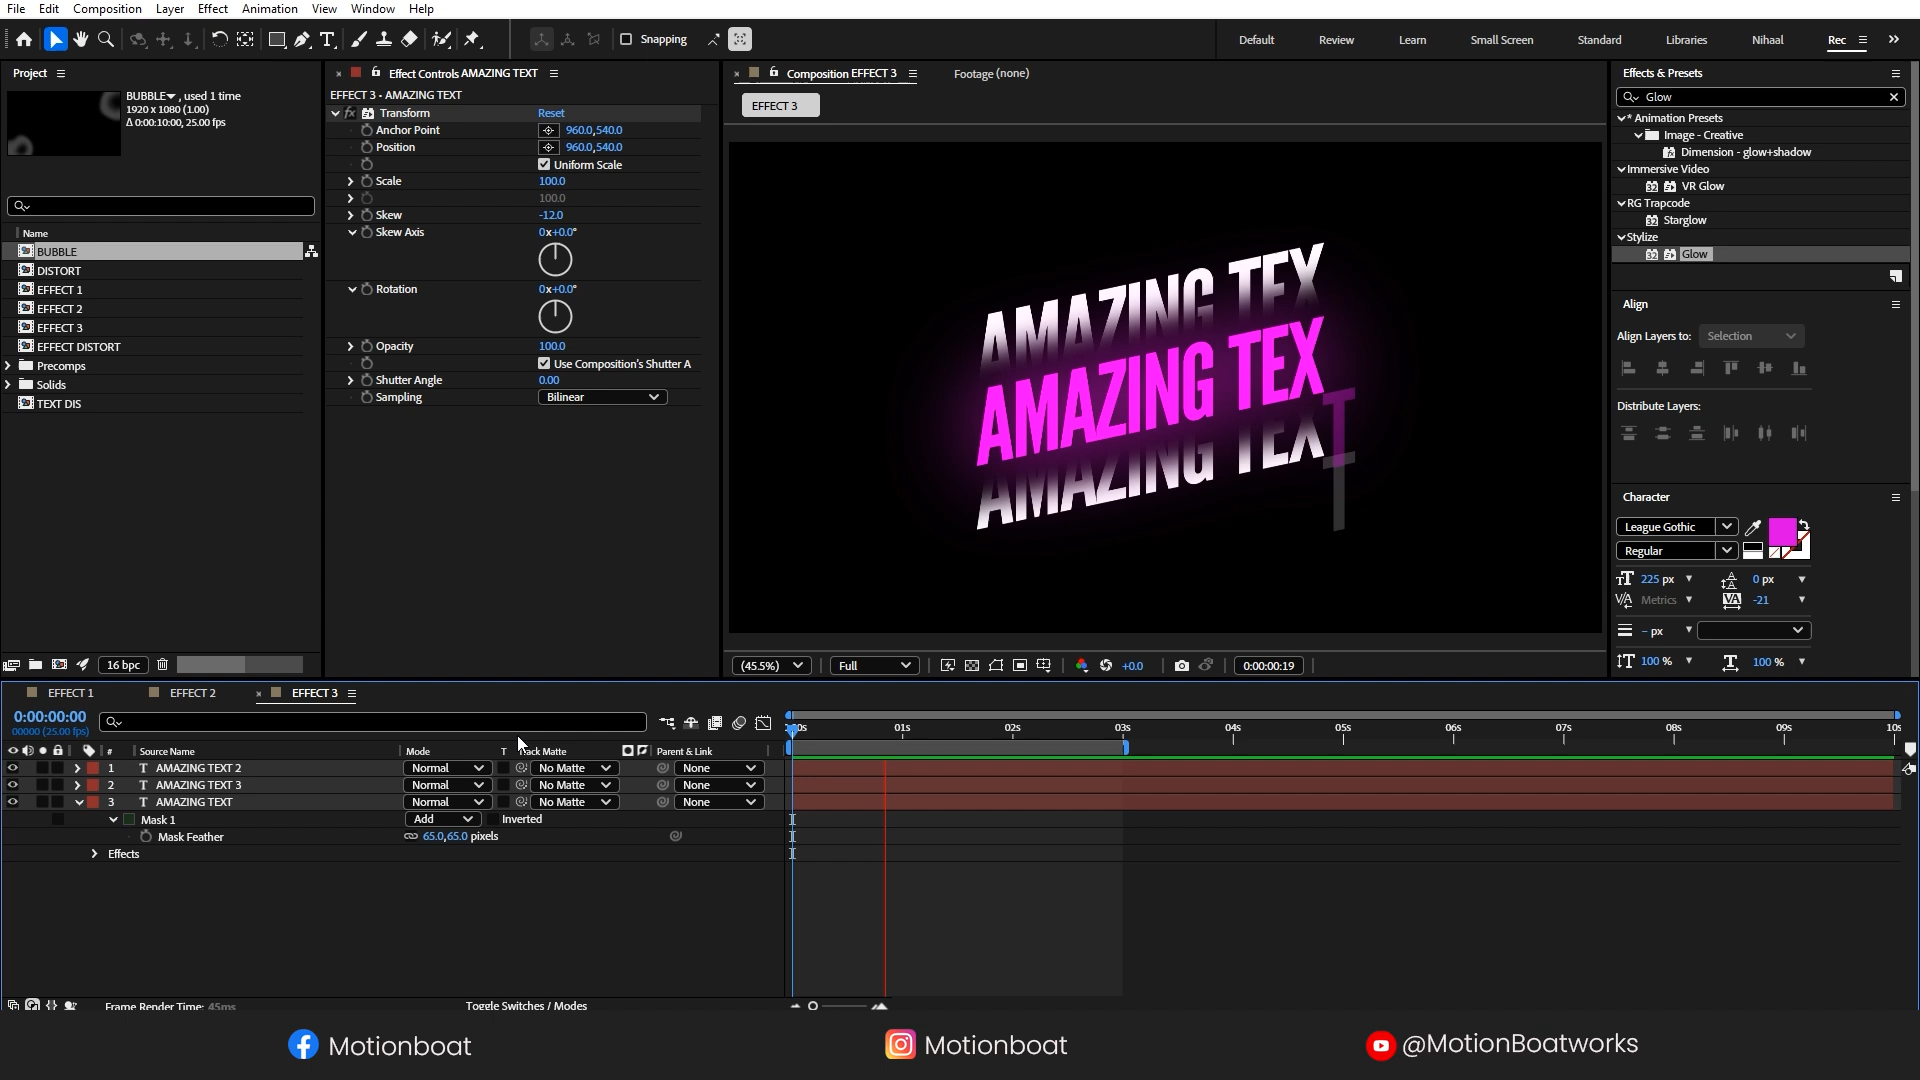 File Edit Composition Layer Effect Animation View Window Help
Snapping
Default Review Learn Small Screen Standard Libraries Nihaal Rec
Project
BUBBLE , used 1 time
1920 x 1080 (1.00)
Δ 0:00:10:00, 25.00 fps
Name
BUBBLE
DISTORT
EFFECT 1
EFFECT 2
EFFECT 3
EFFECT DISTORT
Precomps
Solids
TEXT DIS
16 bpc
Effect Controls AMAZING TEXT
EFFECT 3 • AMAZING TEXT
fx Transform Reset
Anchor Point 960.0,540.0
Position 960.0,540.0
Uniform Scale
Scale 100.0
100.0
Skew -12.0
Skew Axis 0x+0.0°
Rotation 0x+0.0°
Opacity 100.0
Use Composition's Shutter A
Shutter Angle 0.00
Sampling Bilinear
Composition EFFECT 3 Footage (none)
EFFECT 3
AMAZING TEX
AMAZING TEXT
AMAZING TEXT
(45.5%) Full +0.0 0:00:00:19
Effects & Presets
Glow
* Animation Presets
Image - Creative
Dimension - glow+shadow
Immersive Video
32 VR Glow
RG Trapcode
32 Starglow
Stylize
32 Glow
Align
Align Layers to: Selection
Distribute Layers:
Character
League Gothic
Regular
225 px 0 px
Metrics -21
- px
100 % 100 %
EFFECT 1 EFFECT 2 EFFECT 3
0:00:00:00
00000 (25.00 fps)
# Source Name Mode T Track Matte Parent & Link
1 T AMAZING TEXT 2 Normal No Matte None
2 T AMAZING TEXT 3 Normal No Matte None
3 T AMAZING TEXT Normal No Matte None
Mask 1 Add Inverted
Mask Feather 65.0,65.0 pixels
Effects
01s 02s 03s 04s 05s 06s 07s 08s 09s 10s
Frame Render Time: 45ms Toggle Switches / Modes
Motionboat Motionboat @MotionBoatworks